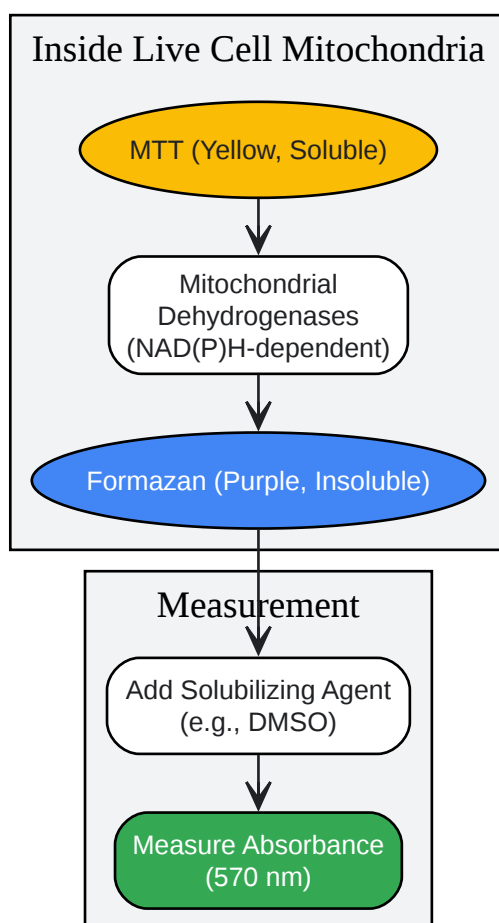 Inside Live Cell Mitochondria
MTT (Yellow, Soluble)
Mitochondrial
Dehydrogenases
(NAD(P)H-dependent)
Formazan (Purple, Insoluble)
Measurement
Add Solubilizing Agent
(e.g., DMSO)
Measure Absorbance
(570 nm)